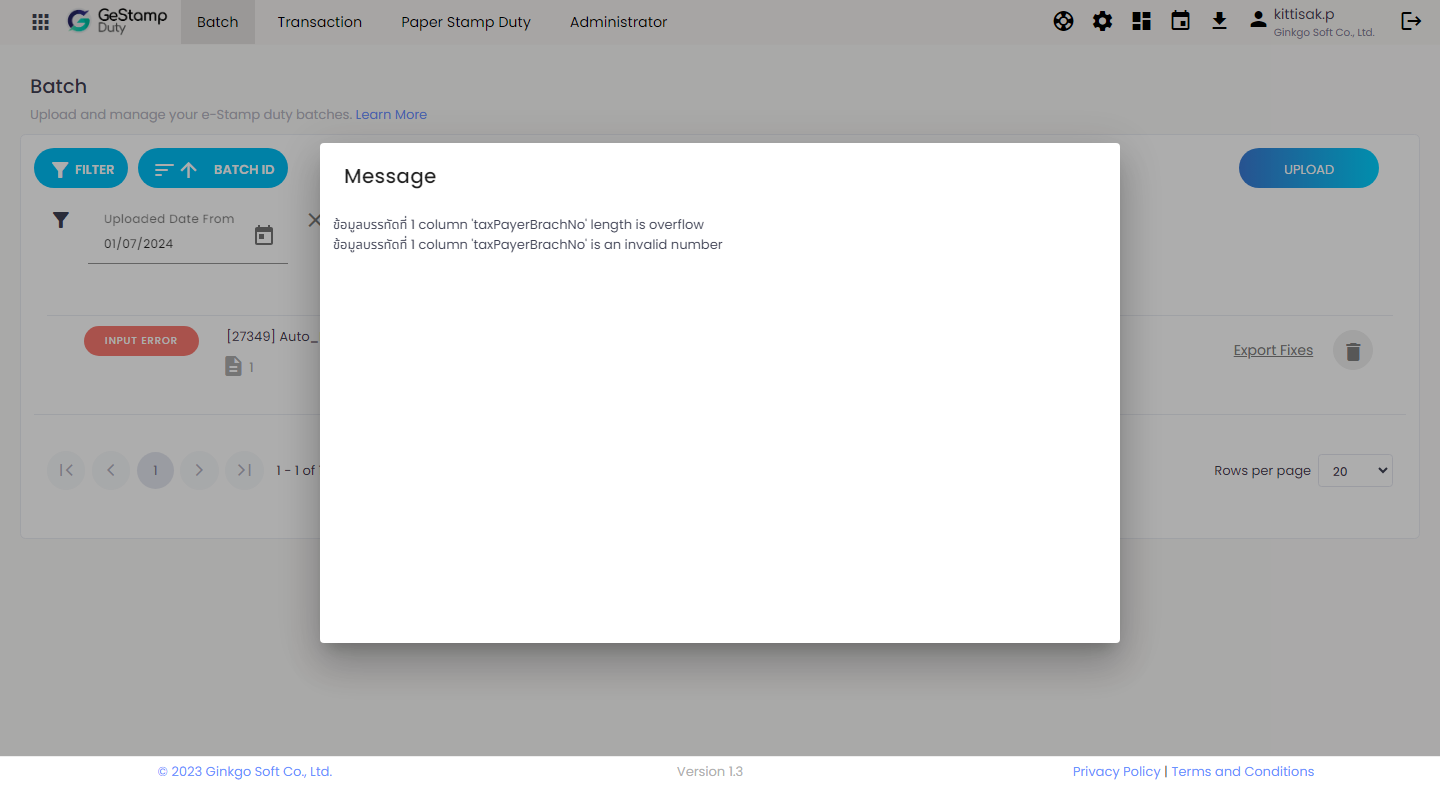 GeStamp
Duty
Batch
Transaction
Paper Stamp Duty
Administrator
kittisak.p
Ginkgo Soft Co., Ltd.
Batch
Upload and manage your e-Stamp duty batches. Learn More
FILTER
BATCH ID
UPLOAD
Message
Uploaded Date From
01/07/2024
ข้อมูลบรรทัดที่ 1 column 'taxPayerBrachNo' length is overflow
ข้อมูลบรรทัดที่ 1 column 'taxPayerBrachNo' is an invalid number
INPUT ERROR
[27349] Auto_
1
Export Fixes
1
1 - 1 of
Rows per page
20
© 2023 Ginkgo Soft Co., Ltd.
Version 1.3
Privacy Policy | Terms and Conditions